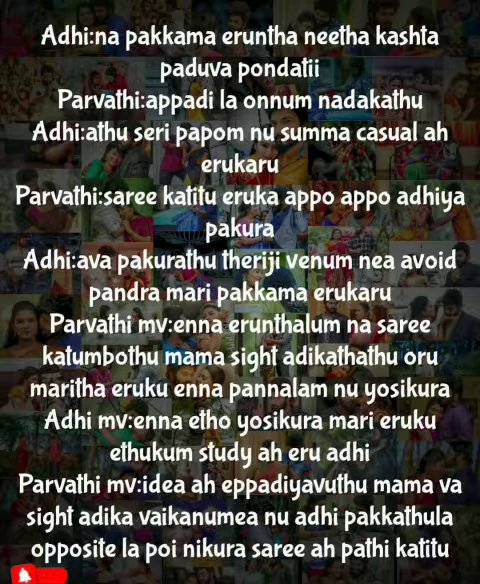 Adhi:na pakkama eruntha neetha kashta
paduva pondatii
Parvathi:appadi la onnum nadakathu
Adhi:athu seri papom nu summa casual ah
erukaru
Parvathi:saree katitu eruka appo appo adhiya
pakura
Adhi:ava pakurathu theriji venum nea avoid
pandra mari pakkama erukaru
Parvathi mv:enna erunthalum na saree
katumbothu mama sight adikathathu oru
maritha eruku enna pannalam nu yosikura
Adhi mv:enna etho yosikura mari eruku
ethukum study ah eru adhi
Parvathi mv:idea ah eppadiyavuthu mama va
sight adika vaikanumea nu adhi pakkathula
opposite la poi nikura saree ah pathi katitu